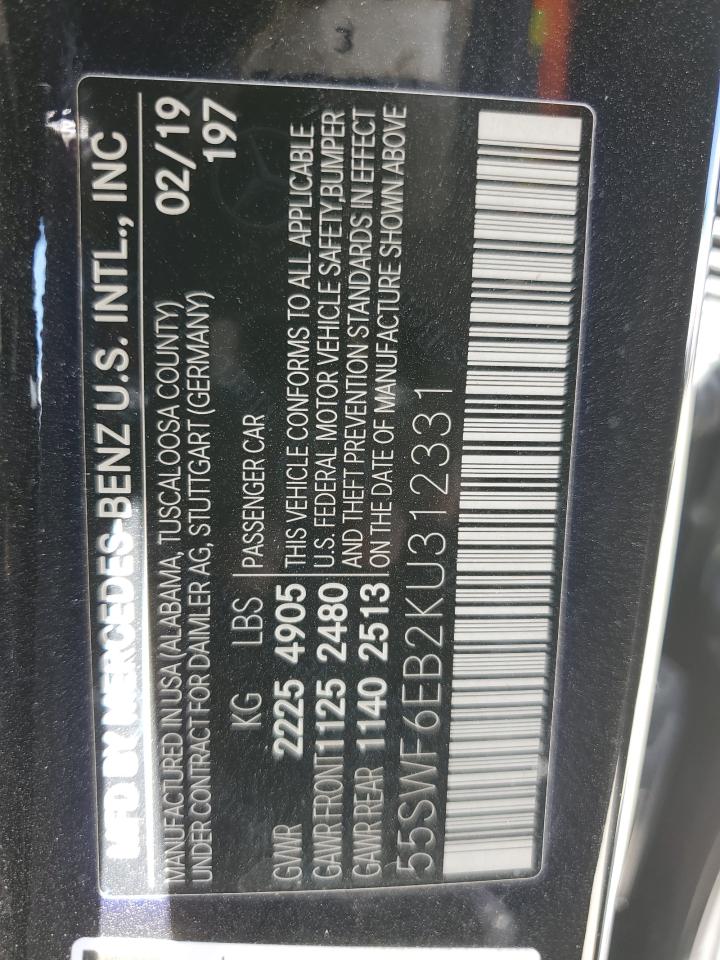 3
MFD BY MERCEDES-BENZ U.S. INTL., INC
MANUFACTURED IN USA (ALABAMA, TUSCALOOSA COUNTY) 02/19
UNDER CONTRACT FOR DAIMLER AG, STUTTGART (GERMANY) 197
KG LBS PASSENGER CAR
GVWR 2225 4905 THIS VEHICLE CONFORMS TO ALL APPLICABLE
GAWR FRONT 1125 2480 U.S. FEDERAL MOTOR VEHICLE SAFETY,BUMPER
GAWR REAR 1140 2513 AND THEFT PREVENTION STANDARDS IN EFFECT
ON THE DATE OF MANUFACTURE SHOWN ABOVE
55SWF6EB2KU312331